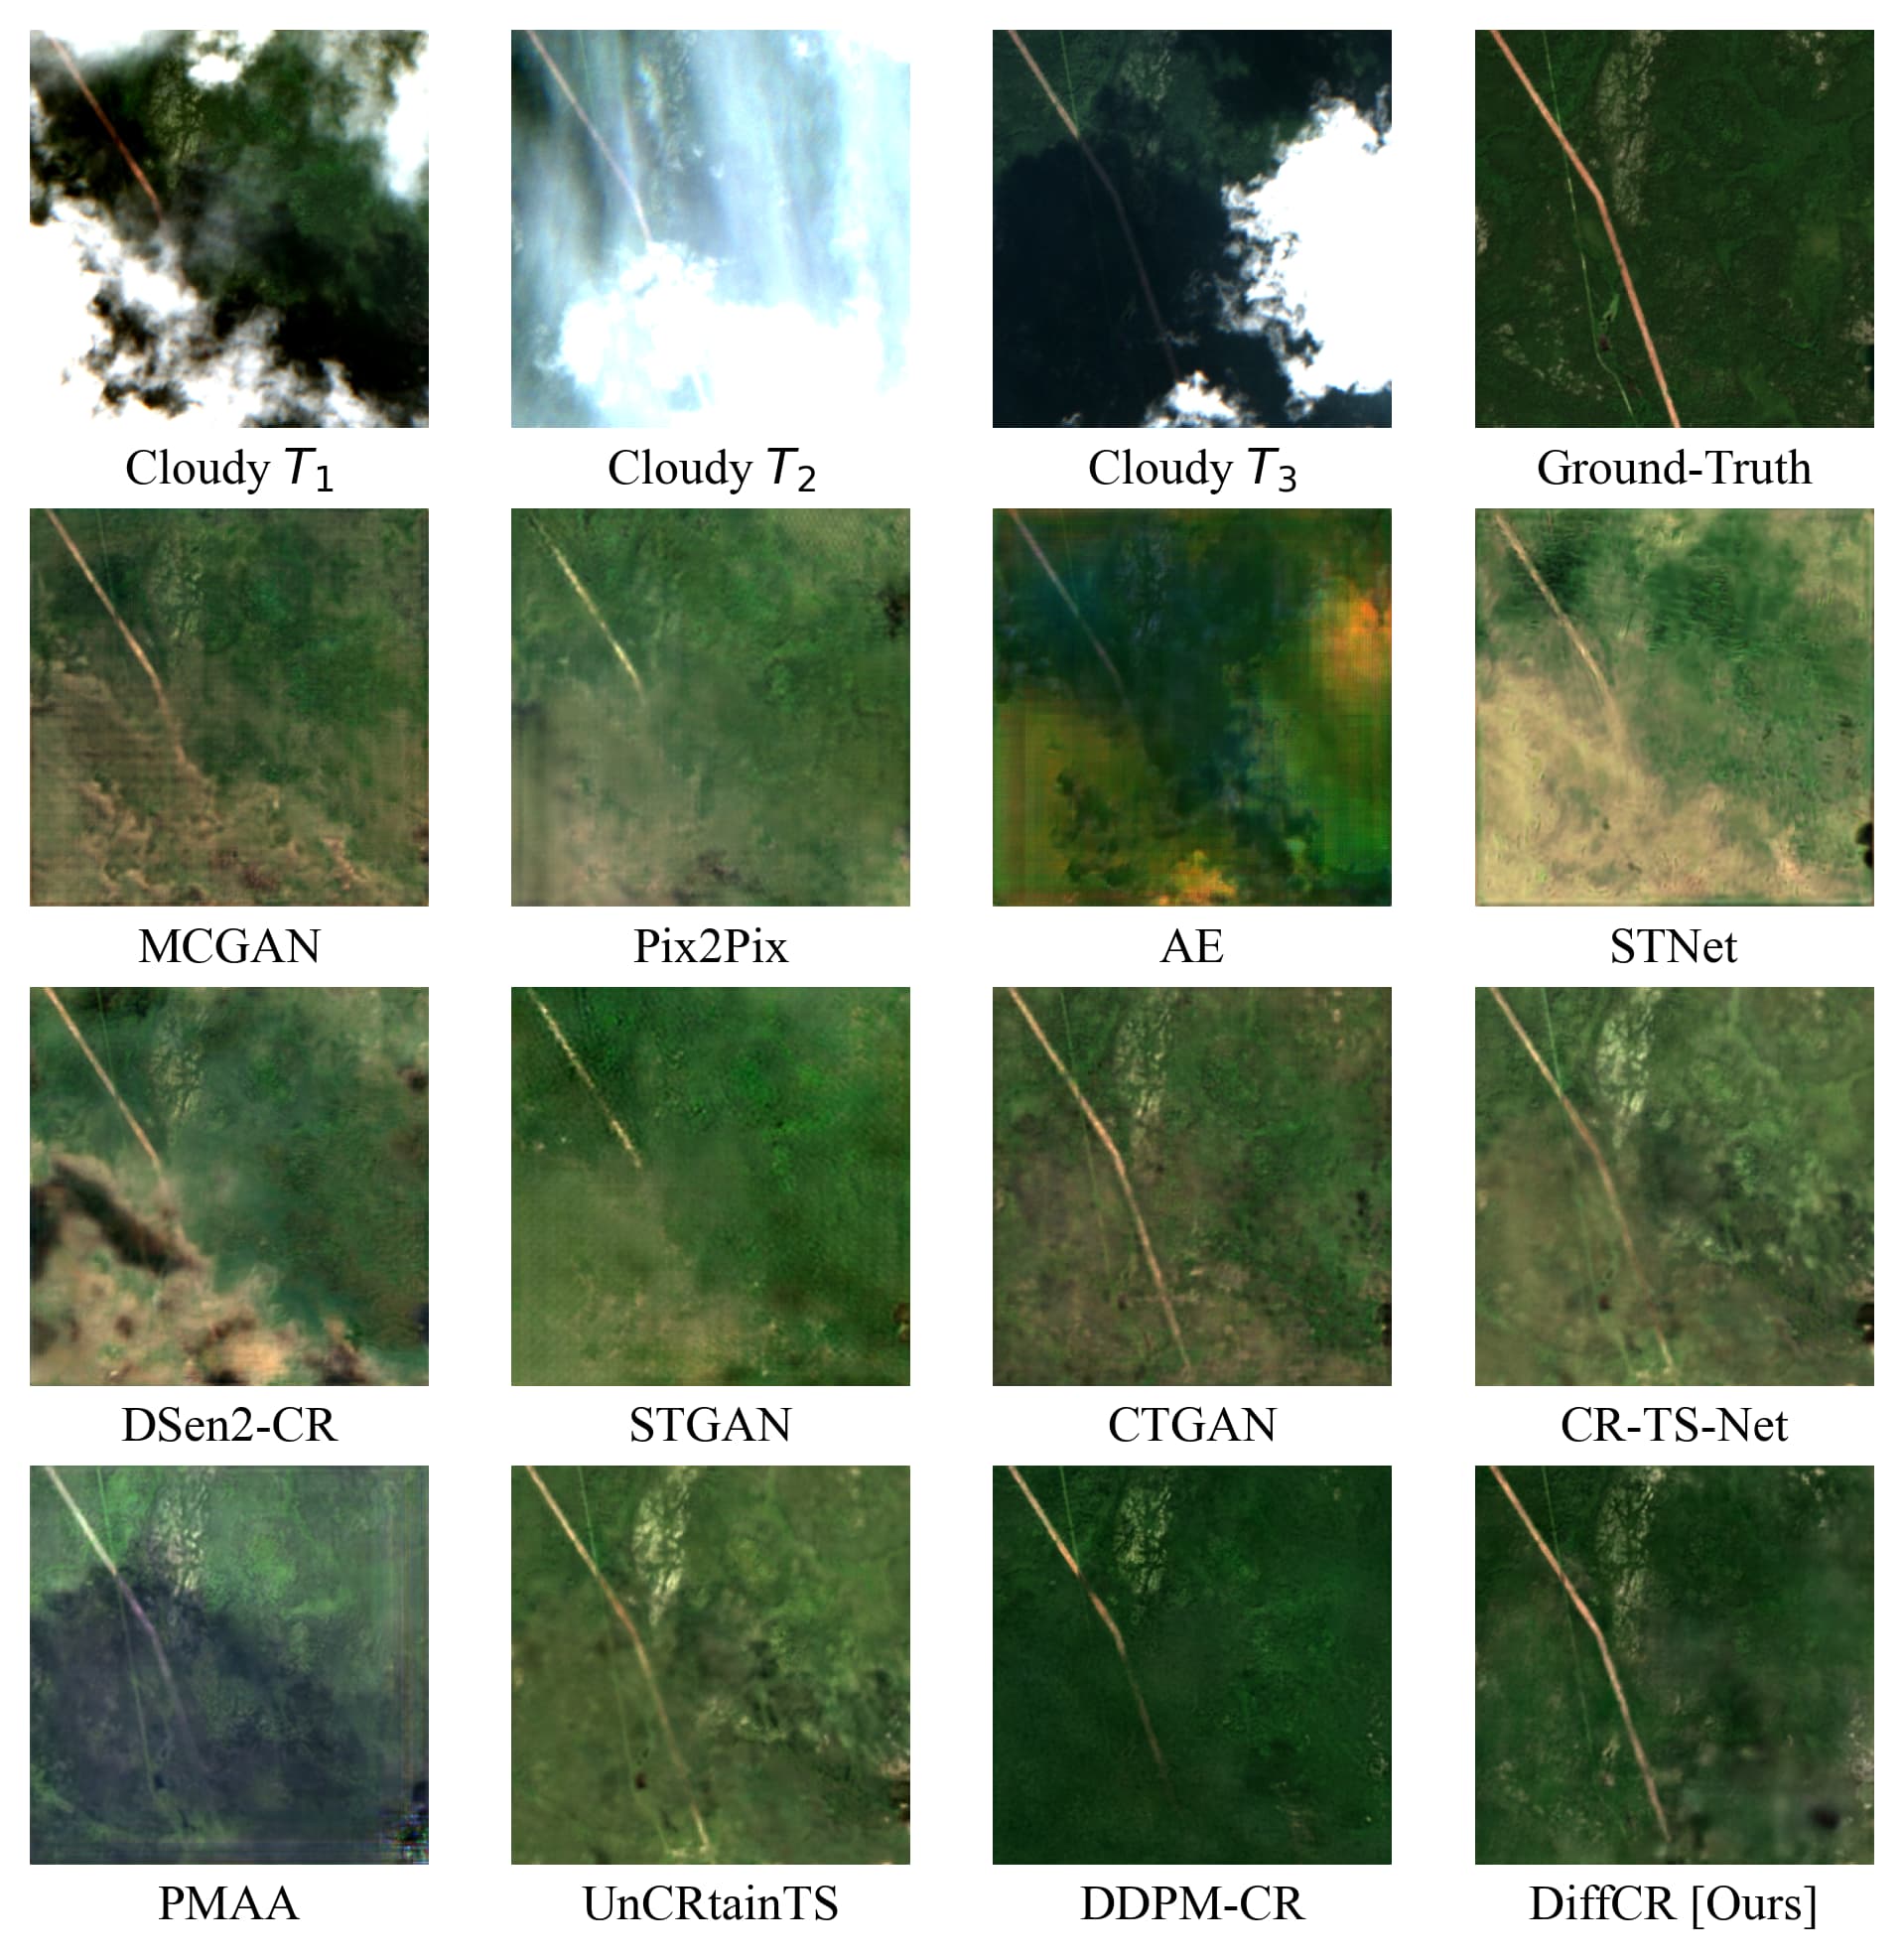 Cloudy T1
Cloudy T2
Cloudy T3
Ground-Truth
MCGAN
Pix2Pix
AE
STNet
DSen2-CR
STGAN
CTGAN
CR-TS-Net
PMAA
UnCRtainTS
DDPM-CR
DiffCR [Ours]